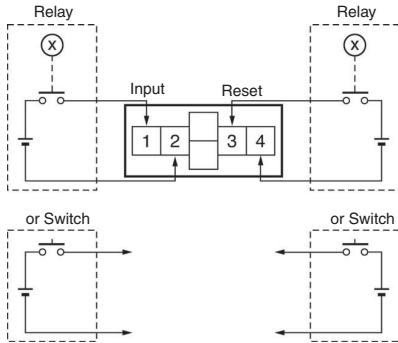 Relay
Relay
X
X
Input
Reset
1 2 3 4
or Switch
or Switch